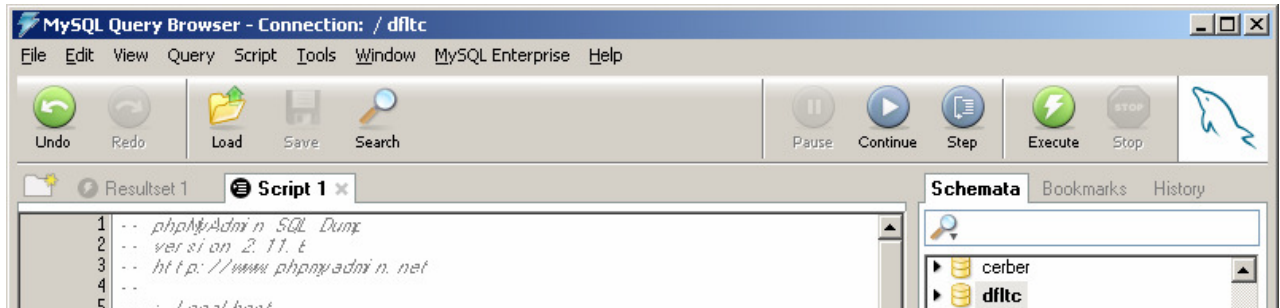 MySQL Query Browser - Connection: / dfltc
File Edit View Query Script Tools Window MySQL Enterprise Help
Undo Redo Load Save Search Pause Continue Step Execute STOP Stop
Resultset 1 Script 1 Schemata Bookmarks History
1 -- phpMyAdmin SQL Dump
2 -- version 2.11.t
3 -- http://www.phpmyadmin.net
4 --
5
cerber
dfltc